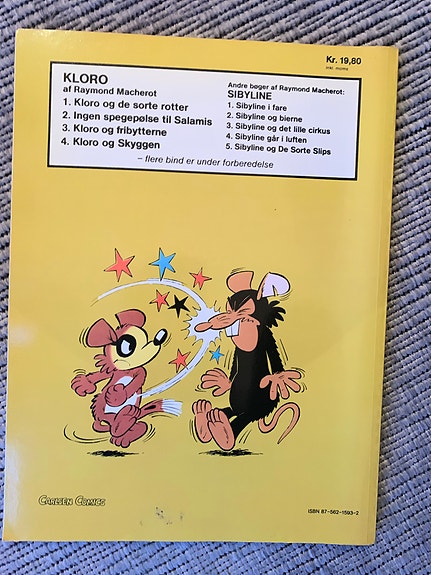 Kr. 19,80
inkl. moms
KLORO
af Raymond Macherot
1. Kloro og de sorte rotter
2. Ingen spegepølse til Salamis
3. Kloro og fribytterne
4. Kloro og Skyggen
Andre bøger af Raymond Macherot:
SIBYLINE
1. Sibyline i fare
2. Sibyline og bierne
3. Sibyline og det lille cirkus
4. Sibyline går i luften
5. Sibyline og De Sorte Slips
– flere bind er under forberedelse
CARLSEN COMICS
ISBN 87-562-1593-2